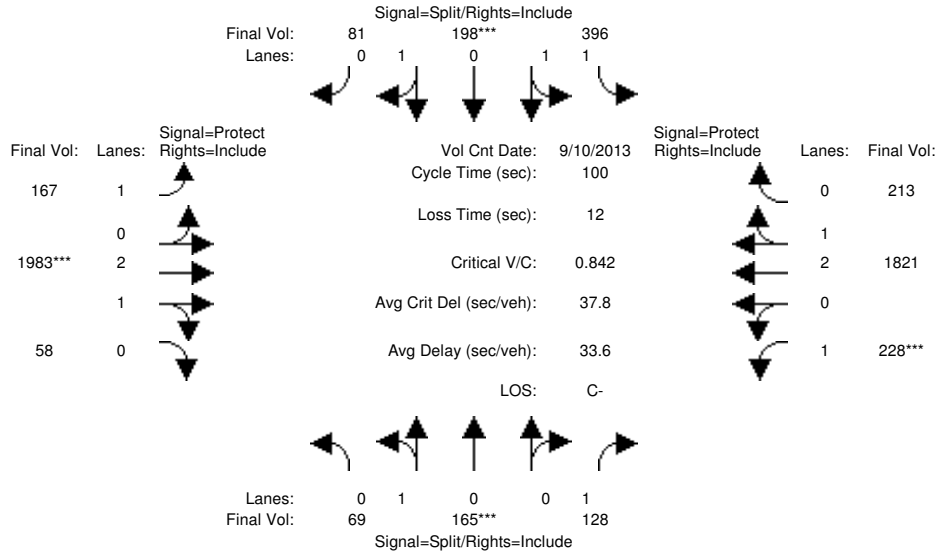 Signal=Split/Rights=Include
Final Vol: 81 198*** 396
Lanes: 0 1 0 1 1
Signal=Protect
Final Vol: Lanes: Rights=Include
Vol Cnt Date: 9/10/2013
Signal=Protect
Rights=Include Lanes: Final Vol:
Cycle Time (sec): 100
167 1
0 213
Loss Time (sec): 12
0
1
1983*** 2
Critical V/C: 0.842
2 1821
1
Avg Crit Del (sec/veh): 37.8
0
58 0
Avg Delay (sec/veh): 33.6
1 228***
LOS: C-
Lanes: 0 1 0 0 1
Final Vol: 69 165*** 128
Signal=Split/Rights=Include